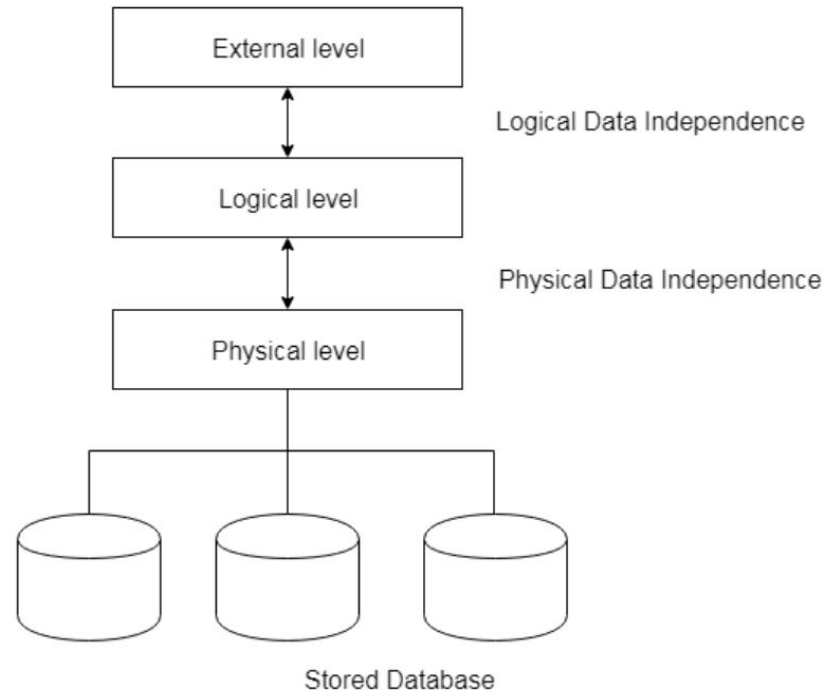 External level
Logical Data Independence
Logical level
Physical Data Independence
Physical level
Stored Database